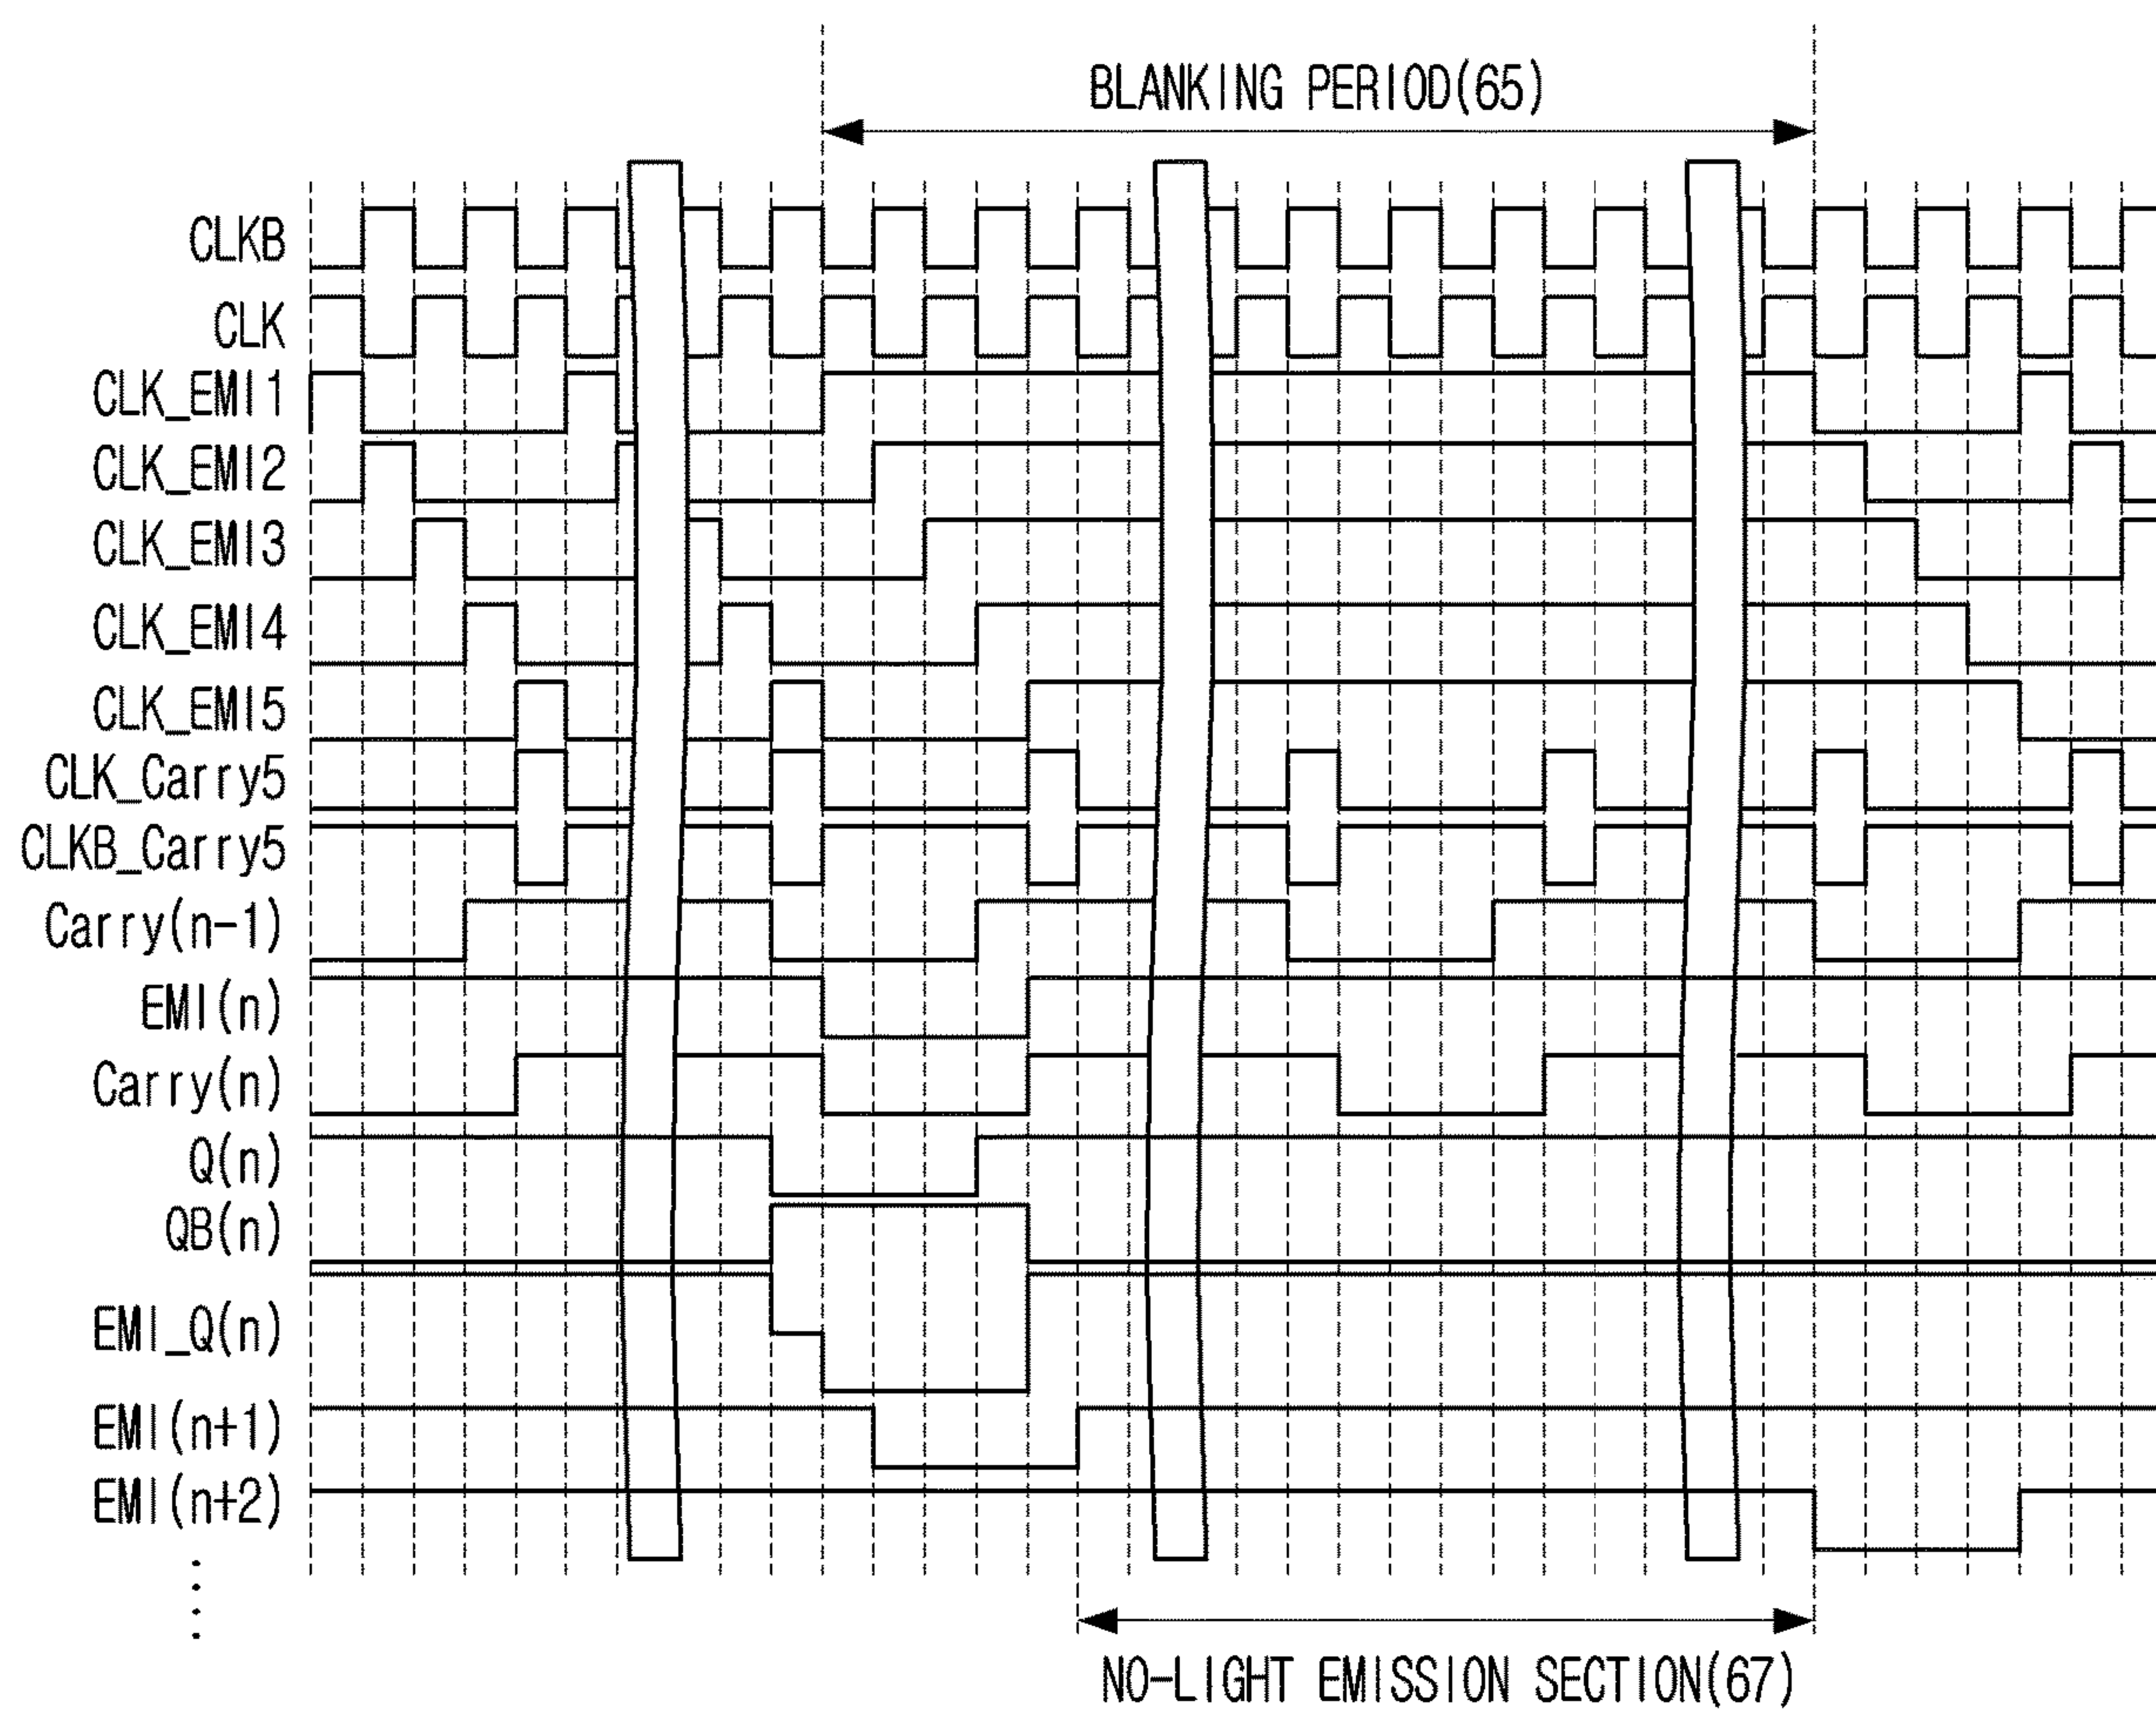 BLANKING PERIOD(65)
CLKB
CLK
CLK_EMI1
CLK_EMI2
CLK_EMI3
CLK_EMI4
CLK_EMI5
CLK_Carry5
CLKB_Carry5
Carry(n-1)
EMI(n)
Carry(n)
Q(n)
QB(n)
EMI_Q(n)
EMI(n+1)
EMI(n+2)
NO-LIGHT EMISSION SECTION(67)